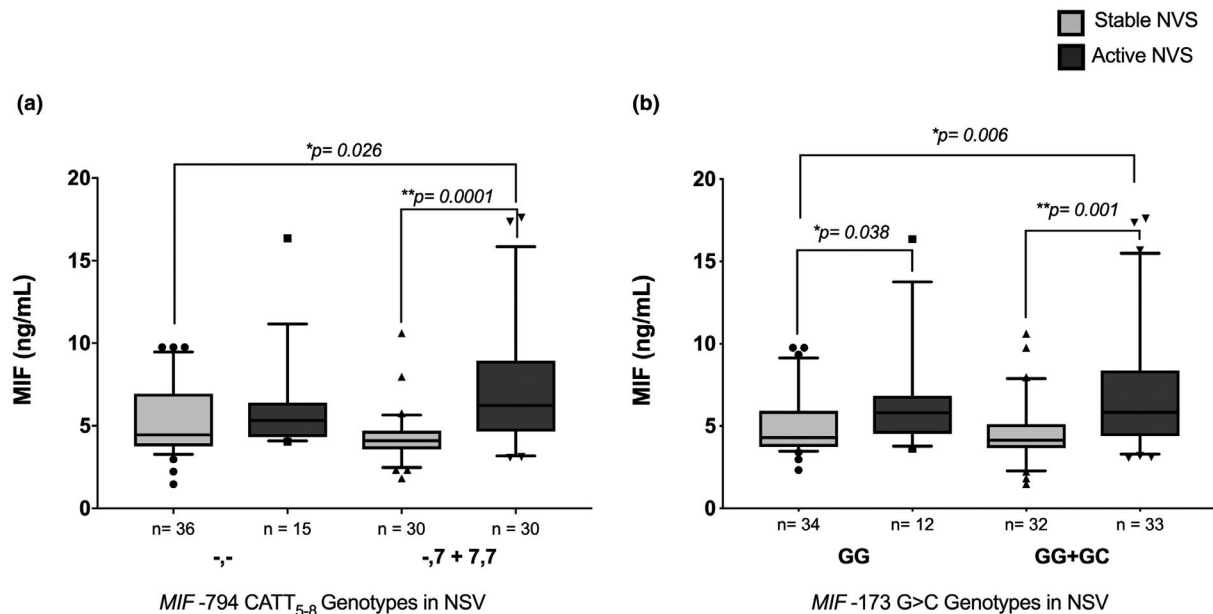 Stable NVS
Active NVS
(a)
*p= 0.026
**p= 0.0001
20
15
10
5
0
MIF (ng/mL)
n= 36 n = 15 n = 30 n = 30
-,- -,7 + 7,7
MIF -794 CATT5-8 Genotypes in NSV
(b)
*p= 0.006
*p= 0.038
**p= 0.001
20
15
10
5
0
MIF (ng/mL)
n= 34 n = 12 n = 32 n = 33
GG GG+GC
MIF -173 G>C Genotypes in NSV